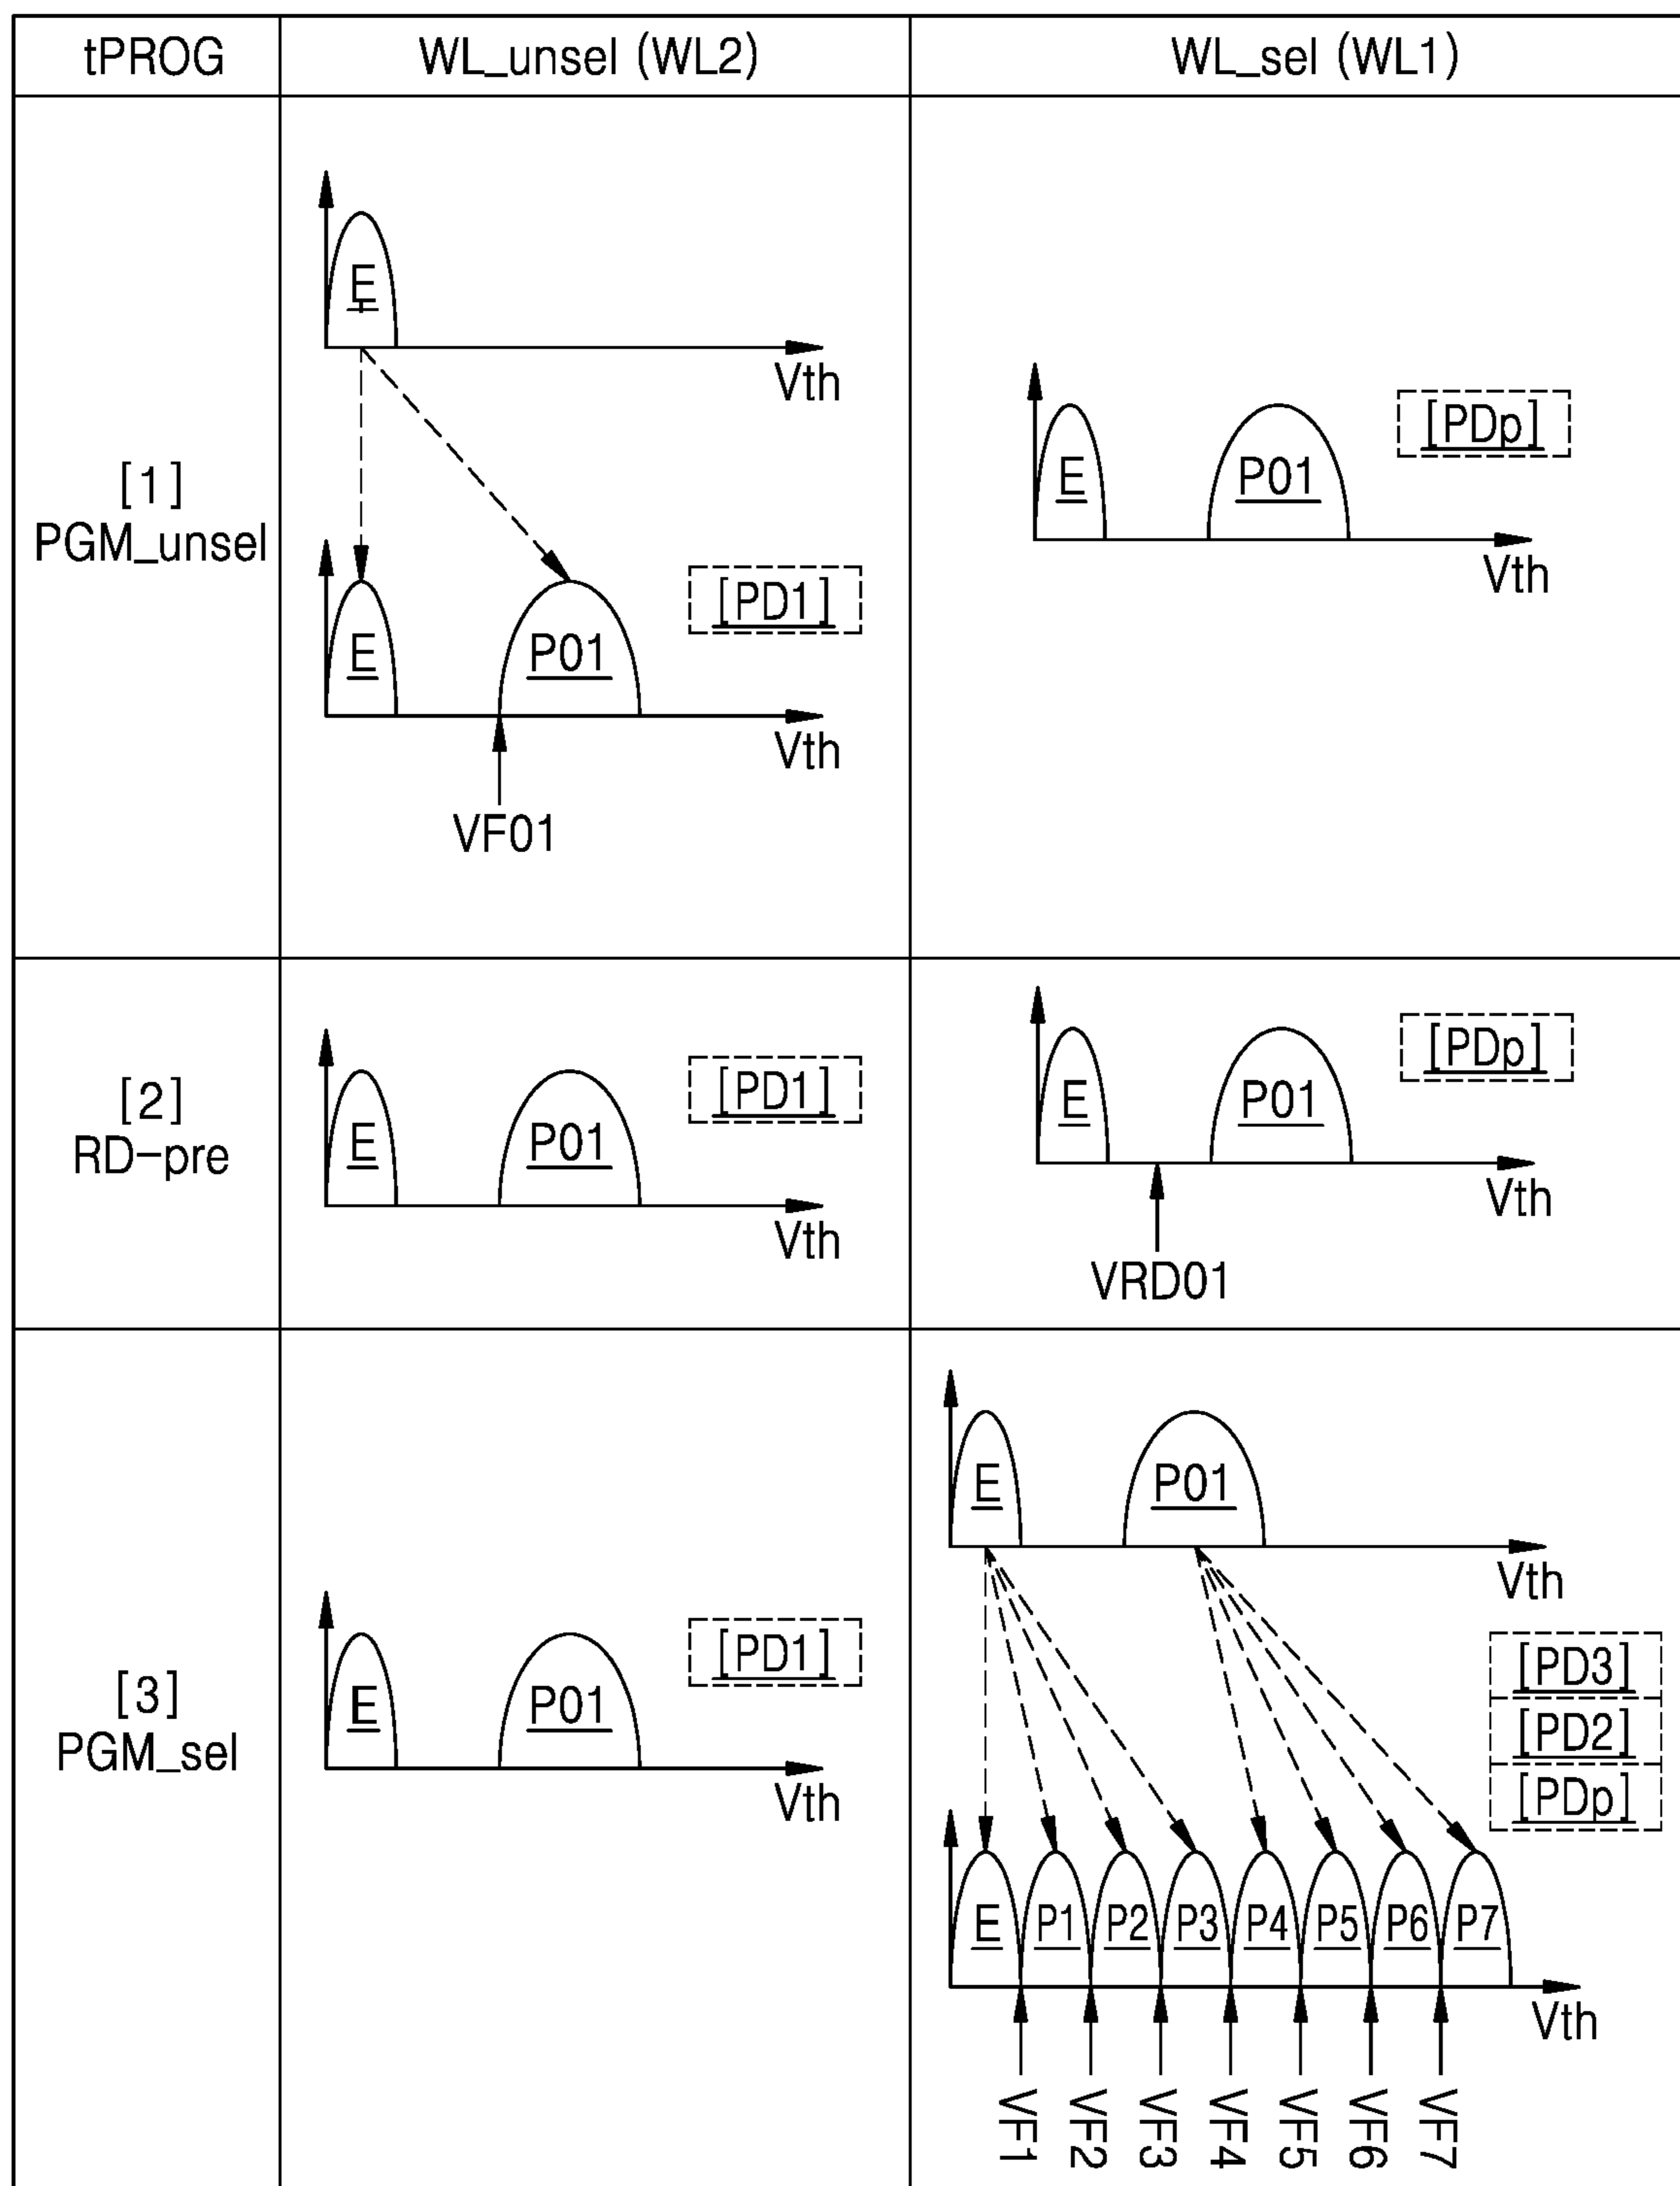 tPROG
WL_unsel (WL2)
WL_sel (WL1)
[1]
PGM_unsel
E
Vth
E
P01
[PD1]
Vth
VF01
E
P01
[PDp]
Vth
[2]
RD-pre
E
P01
[PD1]
Vth
E
P01
[PDp]
Vth
VRD01
[3]
PGM_sel
E
P01
[PD1]
Vth
E
P01
Vth
[PD3]
[PD2]
[PDp]
E P1 P2 P3 P4 P5 P6 P7
Vth
VF1
VF2
VF3
VF4
VF5
VF6
VF7